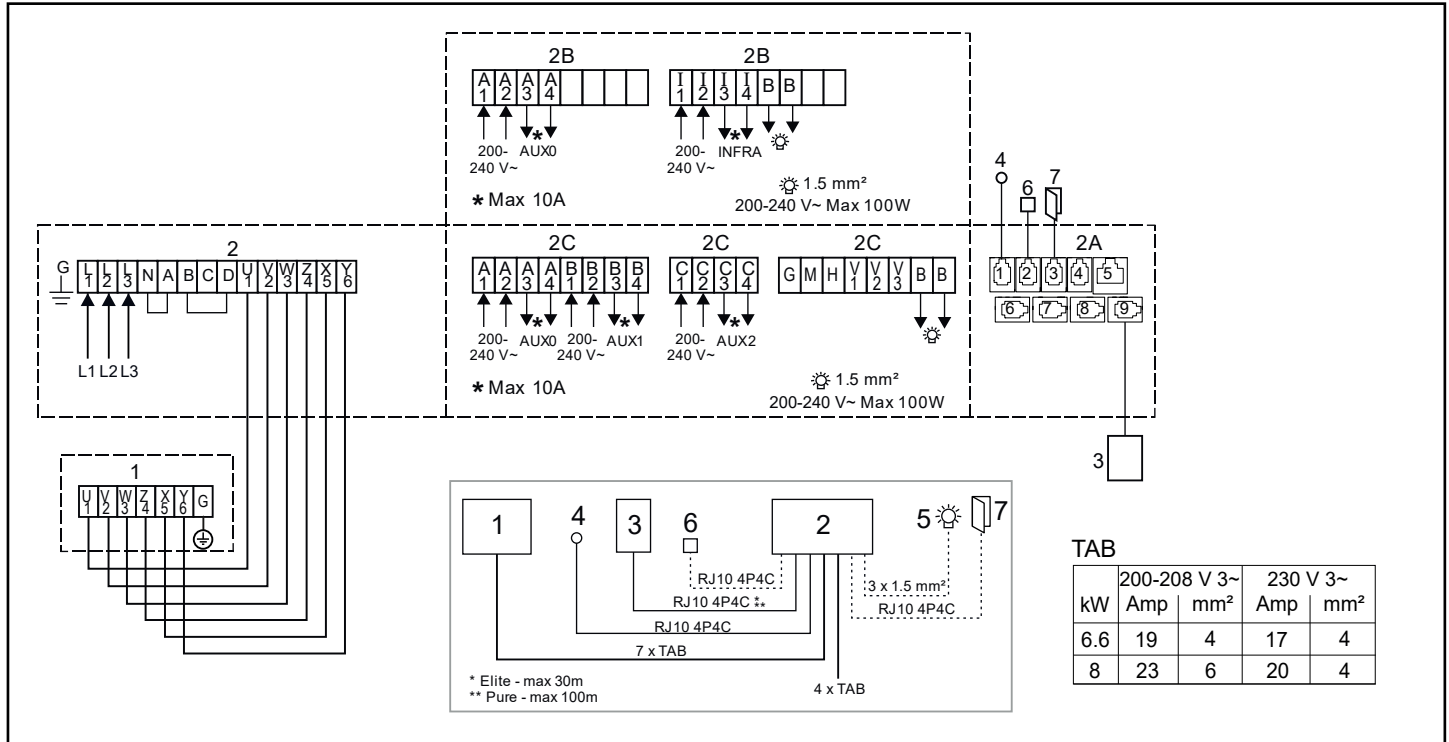 2B 2B
A1 A2 A3 A4
I1 I2 I3 I4 B B
200-240 V~ AUX0
200-240 V~ INFRA
* Max 10A
* 
1.5 mm²
200-240 V~ Max 100W
4
6
7
2
G L1 L2 L3 N A B C D U1 V2 W3 Z4 X5 Y6
L1 L2 L3
2C 2C 2C
A1 A2 A3 A4 B1 B2 B3 B4
C1 C2 C3 C4
G M H V1 V2 V3 B B
* * *
200-240 V~ AUX0 200-240 V~ AUX1
200-240 V~ AUX2
* Max 10A
1.5 mm²
200-240 V~ Max 100W
2A
1 2 3 4 5
6 7 8 9
3
1
U1 V2 W3 Z4 X5 Y6 G
1 4 3 6 2 5 7
RJ10 4P4C
3 x 1.5 mm²
RJ10 4P4C * **
RJ10 4P4C
RJ10 4P4C
7 x TAB
4 x TAB
* Elite - max 30m
** Pure - max 100m
TAB
200-208 V 3~ 230 V 3~
kW Amp mm² Amp mm²
6.6 19 4 17 4
8 23 6 20 4